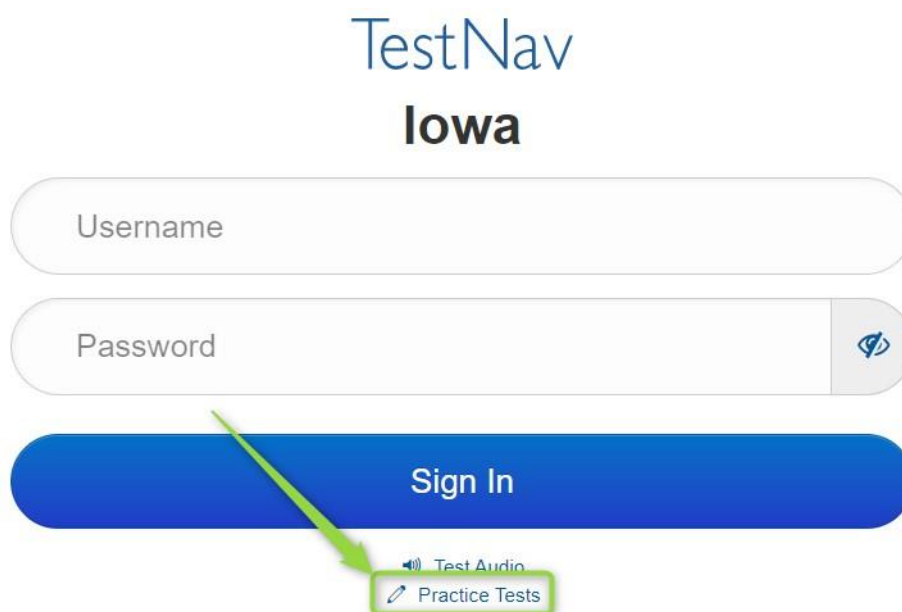 TestNav
Iowa
Username
Password
Sign In
Test Audio
Practice Tests